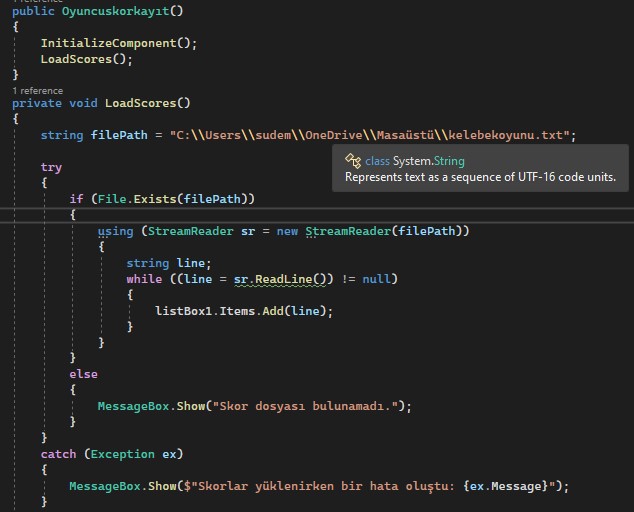 1 reference
public Oyuncuskorkayıt()
{
InitializeComponent();
LoadScores();
}
1 reference
private void LoadScores()
{
string filePath = "C:\\Users\\sudem\\OneDrive\\Masaüstü\\kelebekoyunu.txt";
class System.String
try
Represents text as a sequence of UTF-16 code units.
{
if (File.Exists(filePath))
{
using (StreamReader sr = new StreamReader(filePath))
{
string line;
while ((line = sr.ReadLine()) != null)
{
listBox1.Items.Add(line);
}
}
}
else
{
MessageBox.Show("Skor dosyası bulunamadı.");
}
}
catch (Exception ex)
{
MessageBox.Show($"Skorlar yüklenirken bir hata oluştu: {ex.Message}");
}